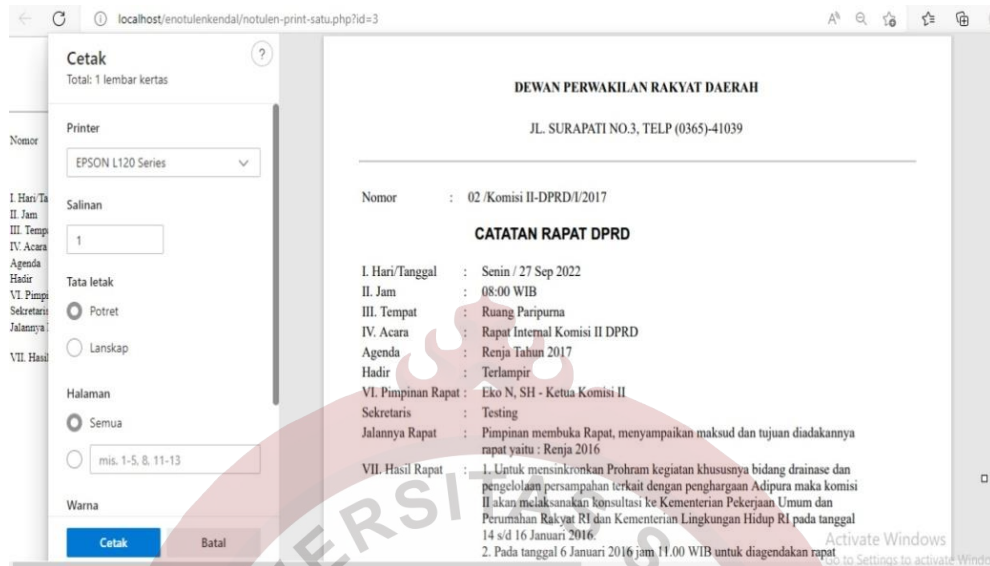 localhost/enotulenkendal/notulen-print-satu.php?id=3
Cetak
?
Total: 1 lembar kertas
Printer
EPSON L120 Series
Salinan
1
Tata letak
Potret
Lanskap
Halaman
Semua
mis. 1-5, 8, 11-13
Warna
Cetak
Batal
Nomor
I. Hari/Ta
II. Jam
III. Temp
IV. Acara
Agenda
Hadir
VI. Pimpi
Sekretaris
Jalannya
VII. Hasil
DEWAN PERWAKILAN RAKYAT DAERAH
JL. SURAPATI NO.3, TELP (0365)-41039
Nomor : 02 /Komisi II-DPRD/I/2017
CATATAN RAPAT DPRD
I. Hari/Tanggal : Senin / 27 Sep 2022
II. Jam : 08:00 WIB
III. Tempat : Ruang Paripurna
IV. Acara : Rapat Internal Komisi II DPRD
Agenda : Renja Tahun 2017
Hadir : Terlampir
VI. Pimpinan Rapat : Eko N, SH - Ketua Komisi II
Sekretaris : Testing
Jalannya Rapat : Pimpinan membuka Rapat, menyampaikan maksud dan tujuan diadakannya
rapat yaitu : Renja 2016
VII. Hasil Rapat : 1. Untuk mensinkronkan Prohram kegiatan khususnya bidang drainase dan
pengelolaan persampahan terkait dengan penghargaan Adipura maka komisi
II akan melaksanakan konsultasi ke Kementerian Pekerjaan Umum dan
Perumahan Rakyat RI dan Kementerian Lingkungan Hidup RI pada tanggal
14 s/d 16 Januari 2016.
2. Pada tanggal 6 Januari 2016 jam 11.00 WIB untuk diagendakan rapat
Activate Windows
Go to Settings to activate Windo
ERSITAS